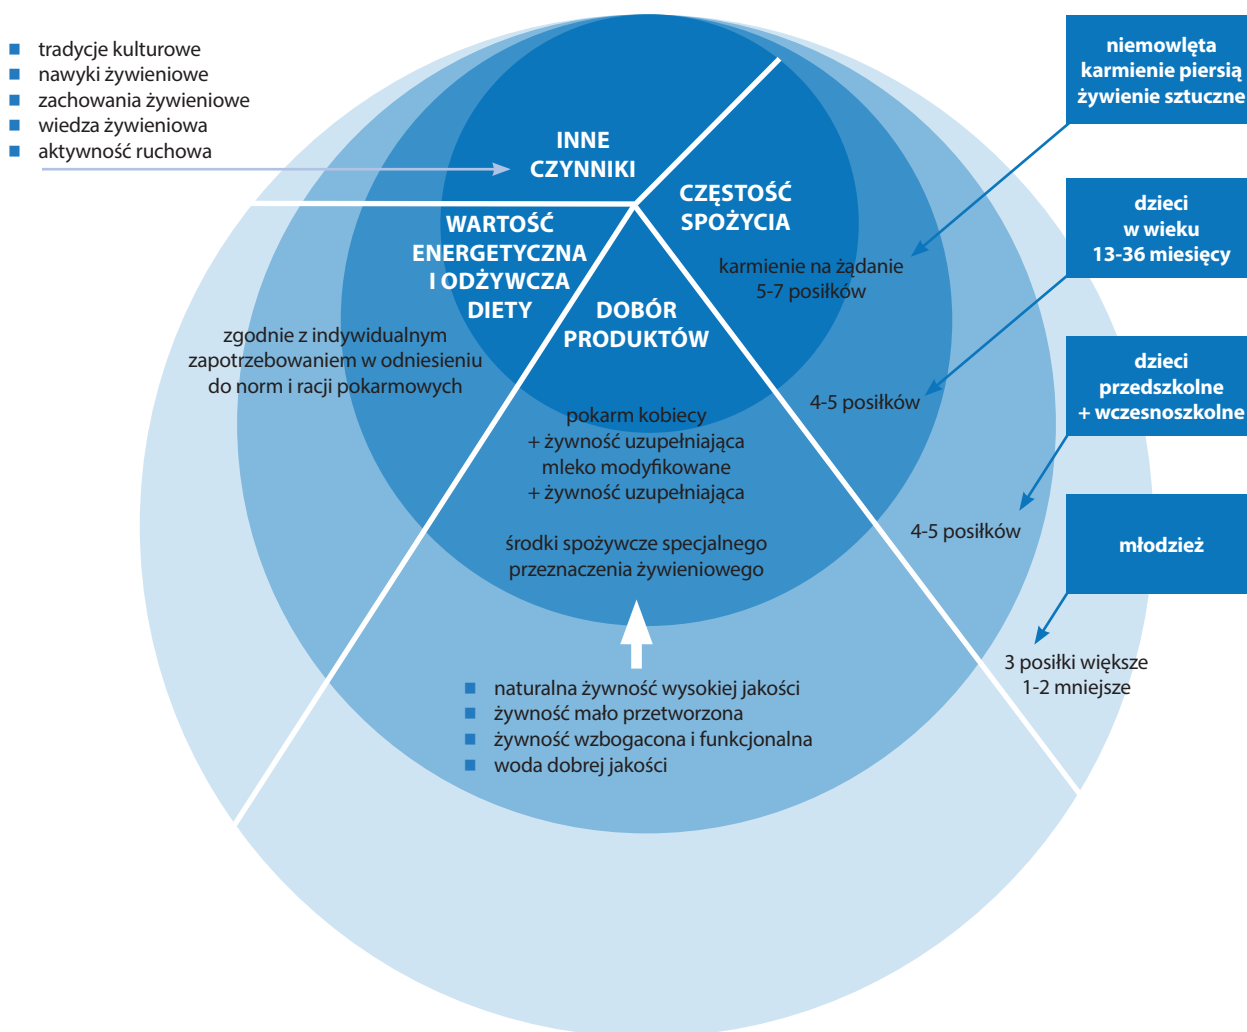 tradycje kulturowe
nawyki żywieniowe
zachowania żywieniowe
wiedza żywieniowa
aktywność ruchowa
INNE
CZYNNIKI
CZĘSTOŚĆ
SPOŻYCIA
WARTOŚĆ
ENERGETYCZNA
I ODŻYWCZA
DIETY
DOBÓR
PRODUKTÓW
zgodnie z indywidualnym
zapotrzebowaniem w odniesieniu
do norm i racji pokarmowych
pokarm kobiecy
+ żywność uzupełniająca
mleko modyfikowane
+ żywność uzupełniająca
środki spożywcze specjalnego
przeznaczenia żywieniowego
naturalna żywność wysokiej jakości
żywność mało przetworzona
żywność wzbogacona i funkcjonalna
woda dobrej jakości
niemowlęta
karmienie piersią
żywienie sztuczne
karmienie na żądanie
5-7 posiłków
dzieci
w wieku
13-36 miesięcy
4-5 posiłków
dzieci
przedszkolne
+ wczesnoszkolne
4-5 posiłków
młodzież
3 posiłki większe
1-2 mniejsze